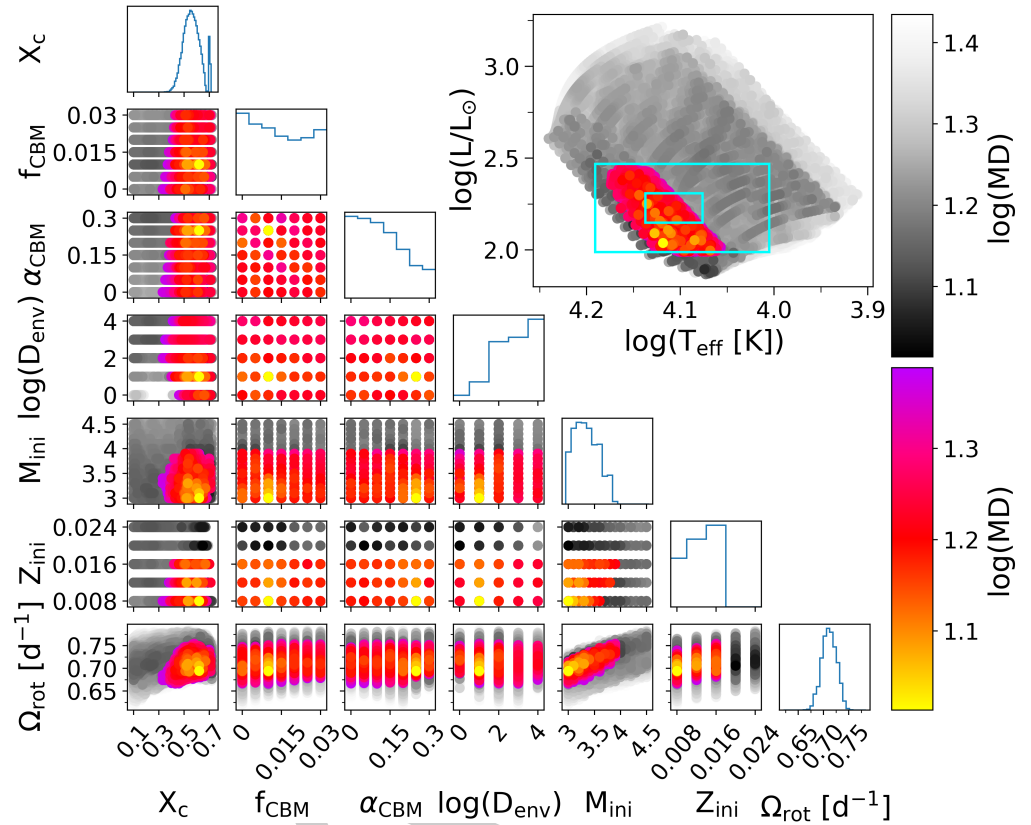 X_c
f_CBM
0.03
0.015
0
α_CBM
0.3
0.15
0
log(D_env)
4
2
0
M_ini
4.5
4
3.5
3
Z_ini
0.024
0.016
0.012
0.008
Ω_rot [d⁻¹]
0.75
0.70
0.65
0.1 0.3 0.5 0.7
0 0.015 0.03
0 0.15 0.3
0 2 4
3 3.5 4 4.5
0.008 0.016 0.024
0.65 0.70 0.75
X_c f_CBM α_CBM log(D_env) M_ini Z_ini Ω_rot [d⁻¹]
log(L/L_⊙)
3.0
2.5
2.0
4.2 4.1 4.0 3.9
log(T_eff [K])
1.4
1.3
1.2
1.1
log(MD)
1.3
1.2
1.1
log(MD)